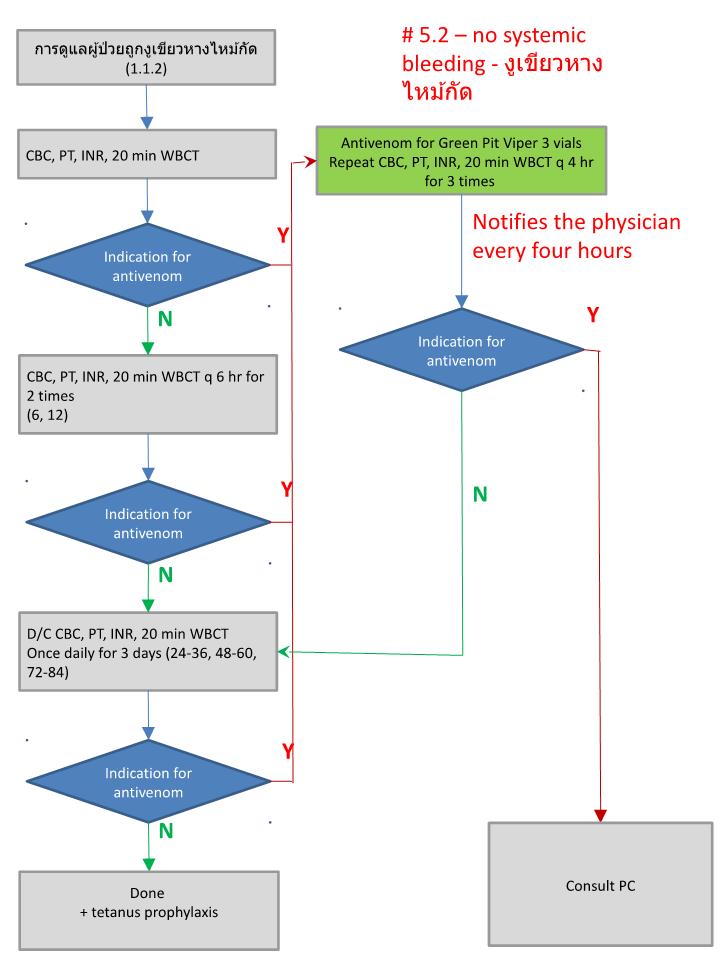 การดูแลผู้ป่วยถูกงูเขียวหางไหม้กัด
(1.1.2)
# 5.2 – no systemic
bleeding - งูเขียวหาง
ไหม้กัด
CBC, PT, INR, 20 min WBCT
Antivenom for Green Pit Viper 3 vials
Repeat CBC, PT, INR, 20 min WBCT q 4 hr
for 3 times
Indication for
antivenom
Y
N
Notifies the physician
every four hours
Indication for
antivenom
Y
N
CBC, PT, INR, 20 min WBCT q 6 hr for
2 times
(6, 12)
Indication for
antivenom
Y
N
D/C CBC, PT, INR, 20 min WBCT
Once daily for 3 days (24-36, 48-60,
72-84)
Indication for
antivenom
Y
N
Done
+ tetanus prophylaxis
Consult PC